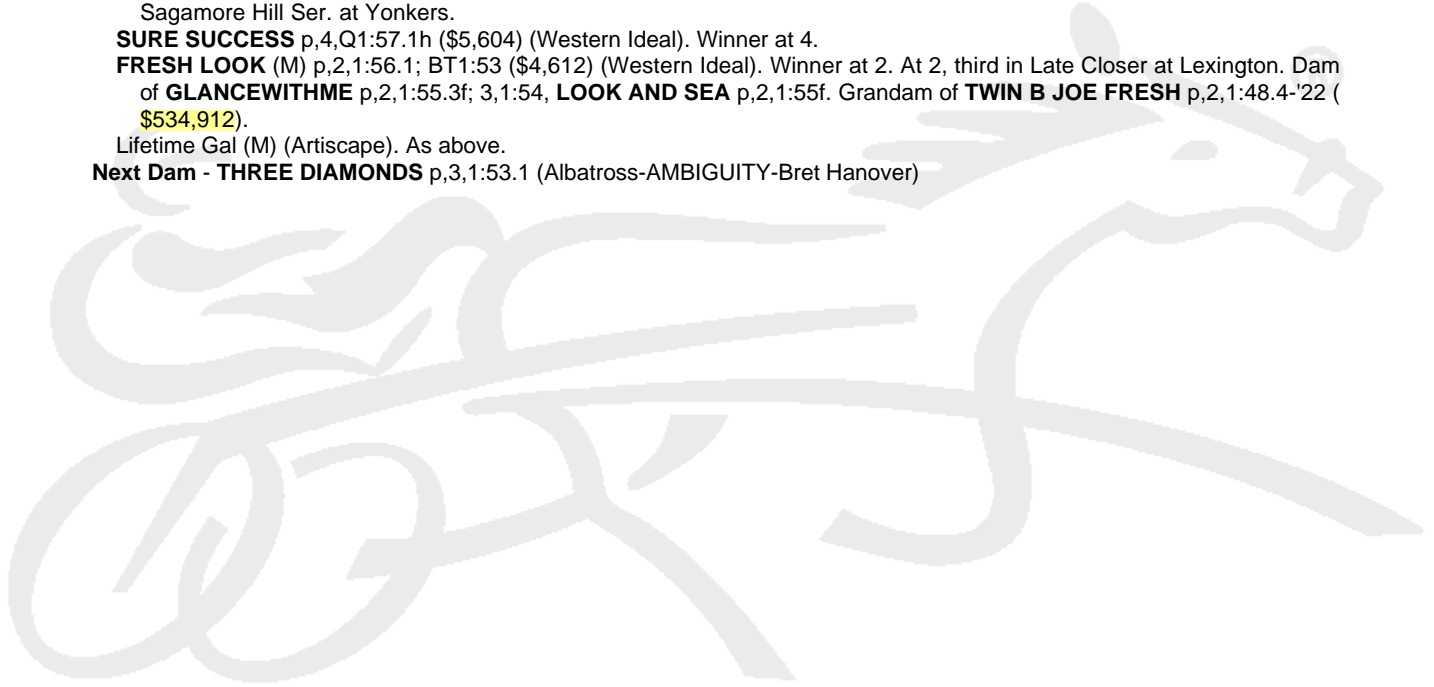 Sagamore Hill Ser. at Yonkers.
SURE SUCCESS p,4,Q1:57.1h ($5,604) (Western Ideal). Winner at 4.
FRESH LOOK (M) p,2,1:56.1; BT1:53 ($4,612) (Western Ideal). Winner at 2. At 2, third in Late Closer at Lexington. Dam
of GLANCEWITHME p,2,1:55.3f; 3,1:54, LOOK AND SEA p,2,1:55f. Grandam of TWIN B JOE FRESH p,2,1:48.4-'22 (
$534,912).
Lifetime Gal (M) (Artiscape). As above.
Next Dam - THREE DIAMONDS p,3,1:53.1 (Albatross-AMBIGUITY-Bret Hanover)